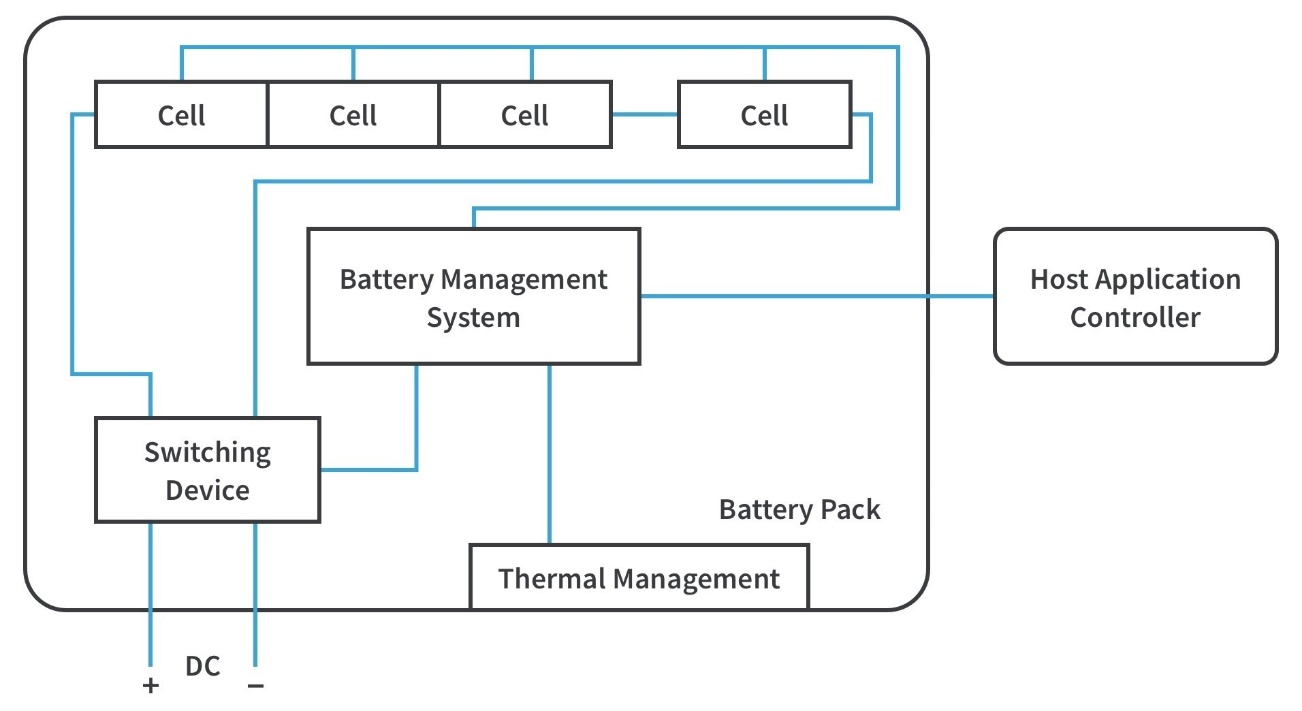 Cell
Cell
Cell
Cell
Battery Management
System
Host Application
Controller
Switching
Device
Battery Pack
Thermal Management
DC
+
−